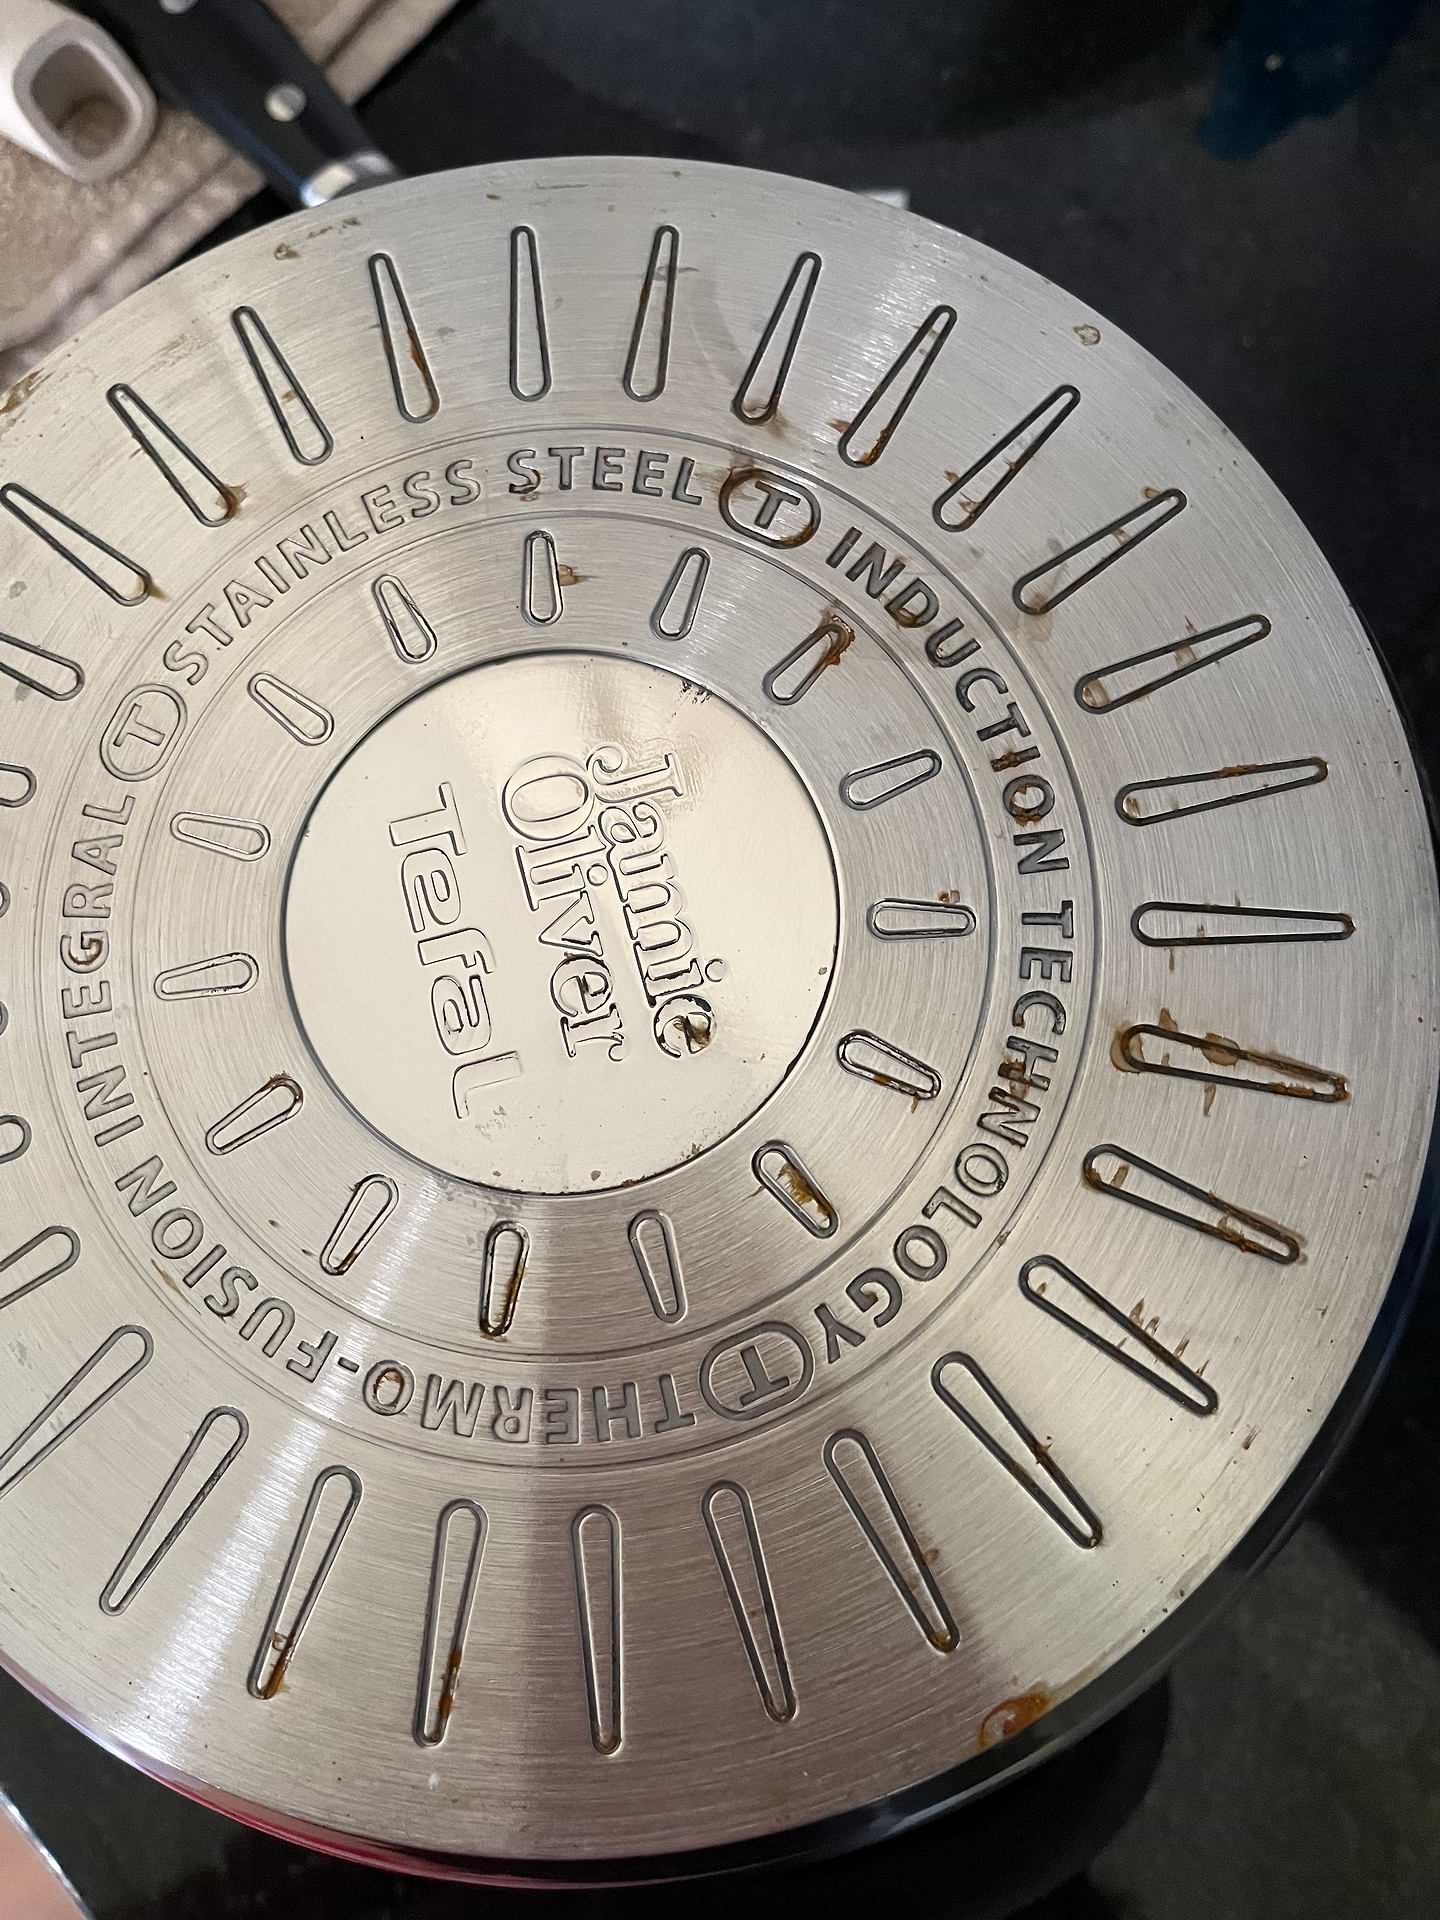 Jamie
Oliver
Tefal
T STAINLESS STEEL T INDUCTION TECHNOLOGY T THERMO-FUSION INTEGRAL